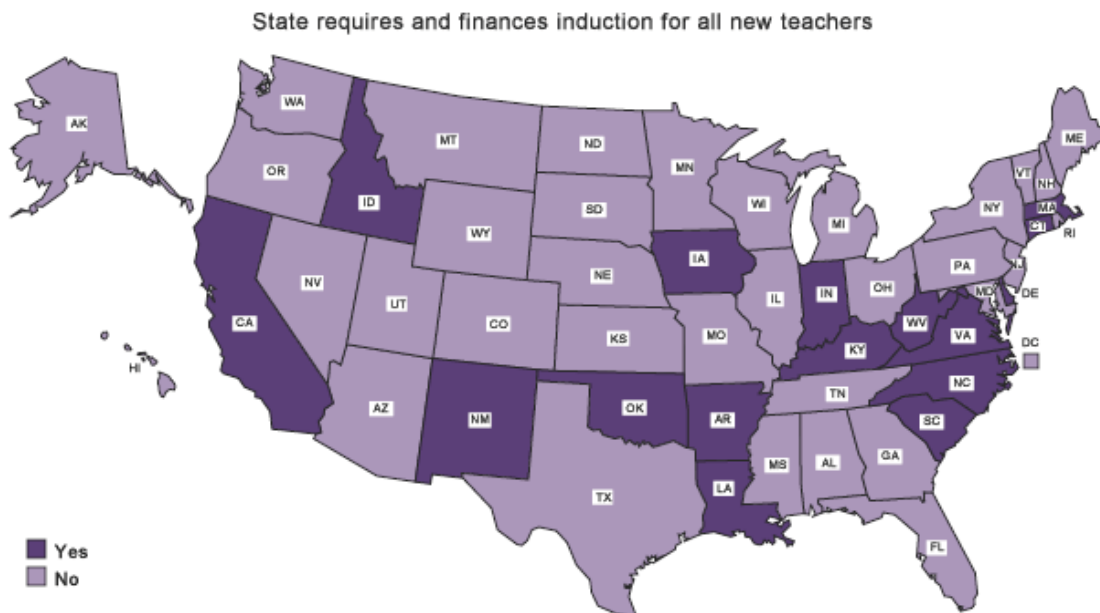 State requires and finances induction for all new teachers
AK
WA
MT
ND
MN
ME
VT
NH
OR
ID
SD
WI
MI
NY
MA
CT
RI
WY
IA
PA
NJ
NV
UT
NE
IL
IN
OH
MD
DE
CA
CO
KS
MO
WV
VA
DC
KY
HI
AZ
NM
OK
AR
TN
NC
SC
MS
AL
GA
TX
LA
FL
Yes
No